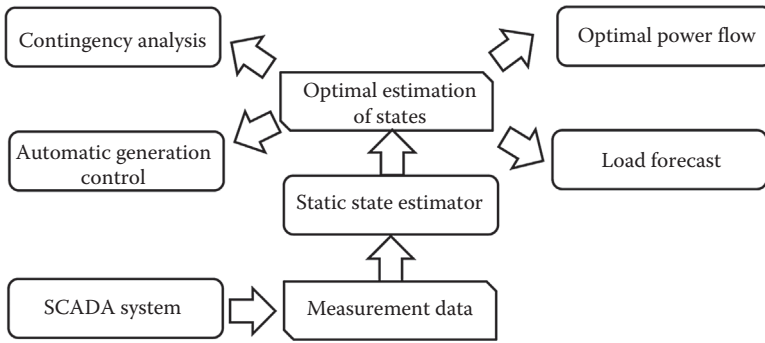 Contingency analysis
Optimal power flow
Optimal estimation
of states
Automatic generation
control
Load forecast
Static state estimator
SCADA system
Measurement data